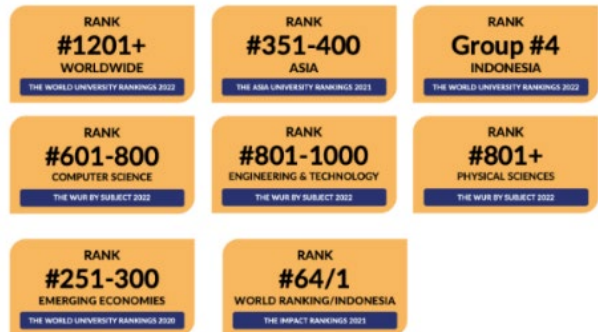 RANK
#1201+
WORLDWIDE
THE WORLD UNIVERSITY RANKINGS 2022
RANK
#351-400
ASIA
THE ASIA UNIVERSITY RANKINGS 2021
RANK
Group #4
INDONESIA
THE WORLD UNIVERSITY RANKINGS 2022
RANK
#601-800
COMPUTER SCIENCE
THE WUR BY SUBJECT 2022
RANK
#801-1000
ENGINEERING & TECHNOLOGY
THE WUR BY SUBJECT 2022
RANK
#801+
PHYSICAL SCIENCES
THE WUR BY SUBJECT 2022
RANK
#251-300
EMERGING ECONOMIES
THE WORLD UNIVERSITY RANKINGS 2020
RANK
#64/1
WORLD RANKING/INDONESIA
THE IMPACT RANKINGS 2021